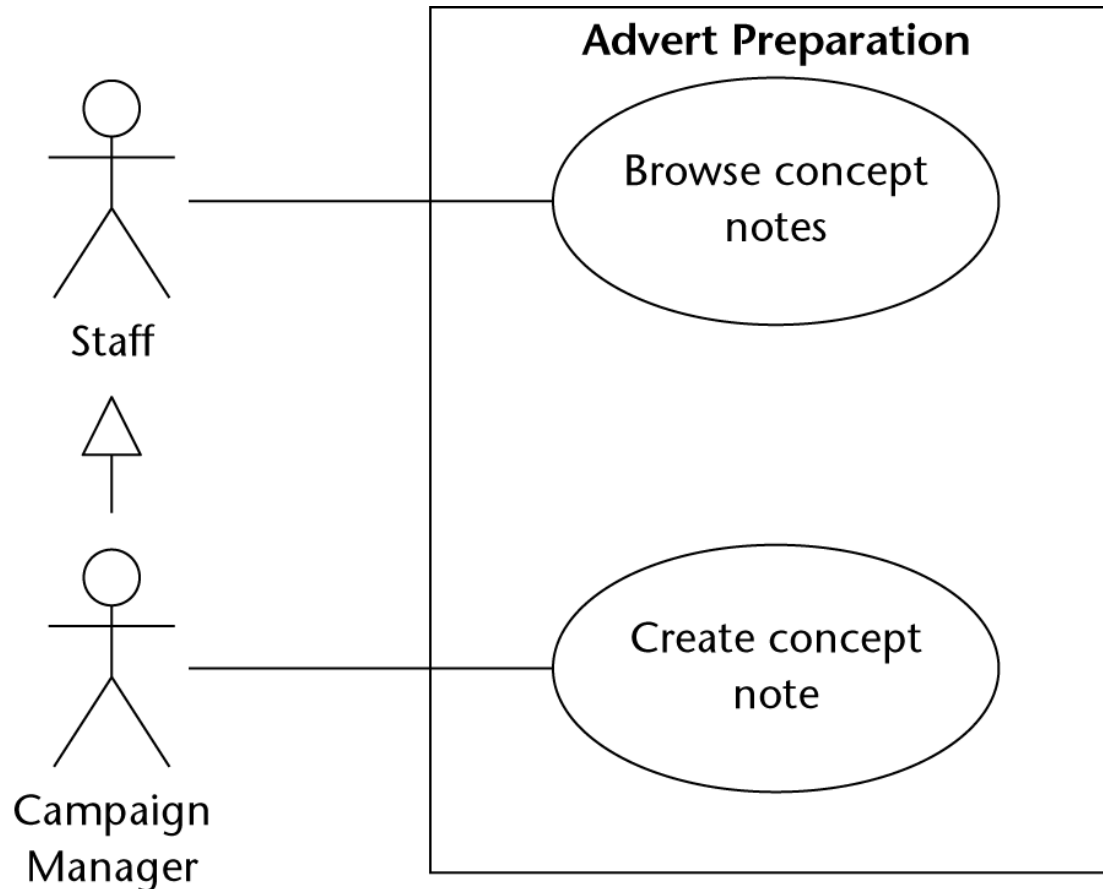 Advert Preparation
Browse concept
notes
Staff
Create concept
note
Campaign
Manager